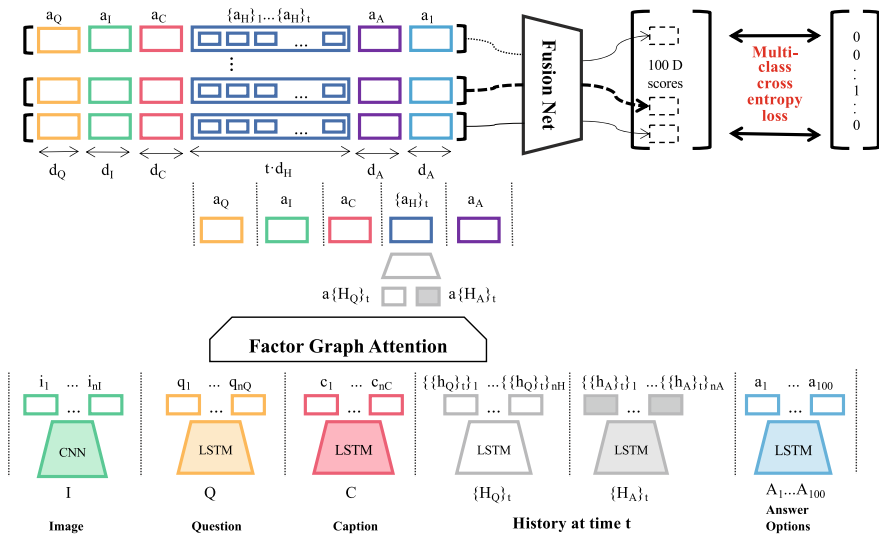 a_Q a_I a_C {a_H}_1...{a_H}_t a_A a_1
...
⋮
...
...
d_Q d_I d_C t·d_H d_A d_A
Fusion Net
100 D
scores
Multi-
class
cross
entropy
loss
0
0
.
.
1
.
.
0
a_Q a_I a_C {a_H}_t a_A
a{H_Q}_t a{H_A}_t
Factor Graph Attention
i_1 ... i_nI q_1 ... q_nQ c_1 ... c_nC {{h_Q}_t}_1 ...{{h_Q}_t}_nH {{h_A}_t}_1 ...{{h_A}_t}_nA a_1 ... a_100
... ... ... ... ... ...
CNN LSTM LSTM LSTM LSTM LSTM
I Q C {H_Q}_t {H_A}_t A_1...A_100
Image Question Caption History at time t Answer
Options